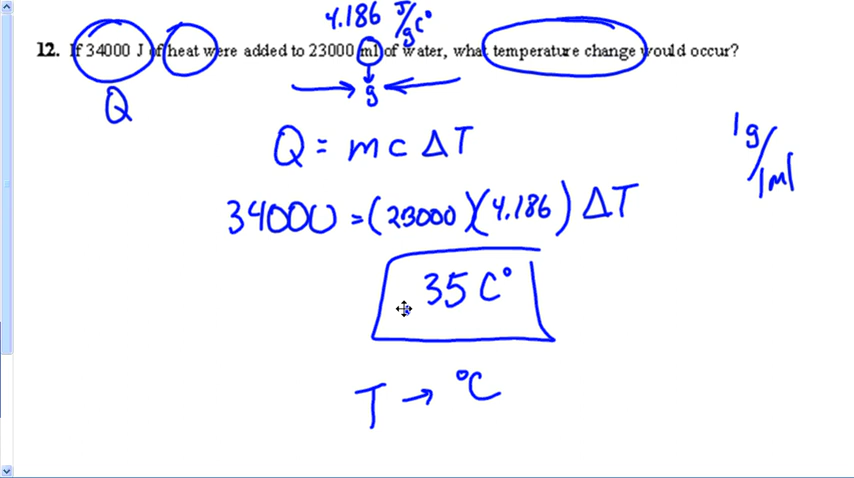 4.186 J/gC°
12. If 34000 J of heat were added to 23000 ml of water, what temperature change would occur?
Q
g
Q = mcΔT
1g/1ml
34000 = (23000)(4.186) ΔT
35 C°
T → °C